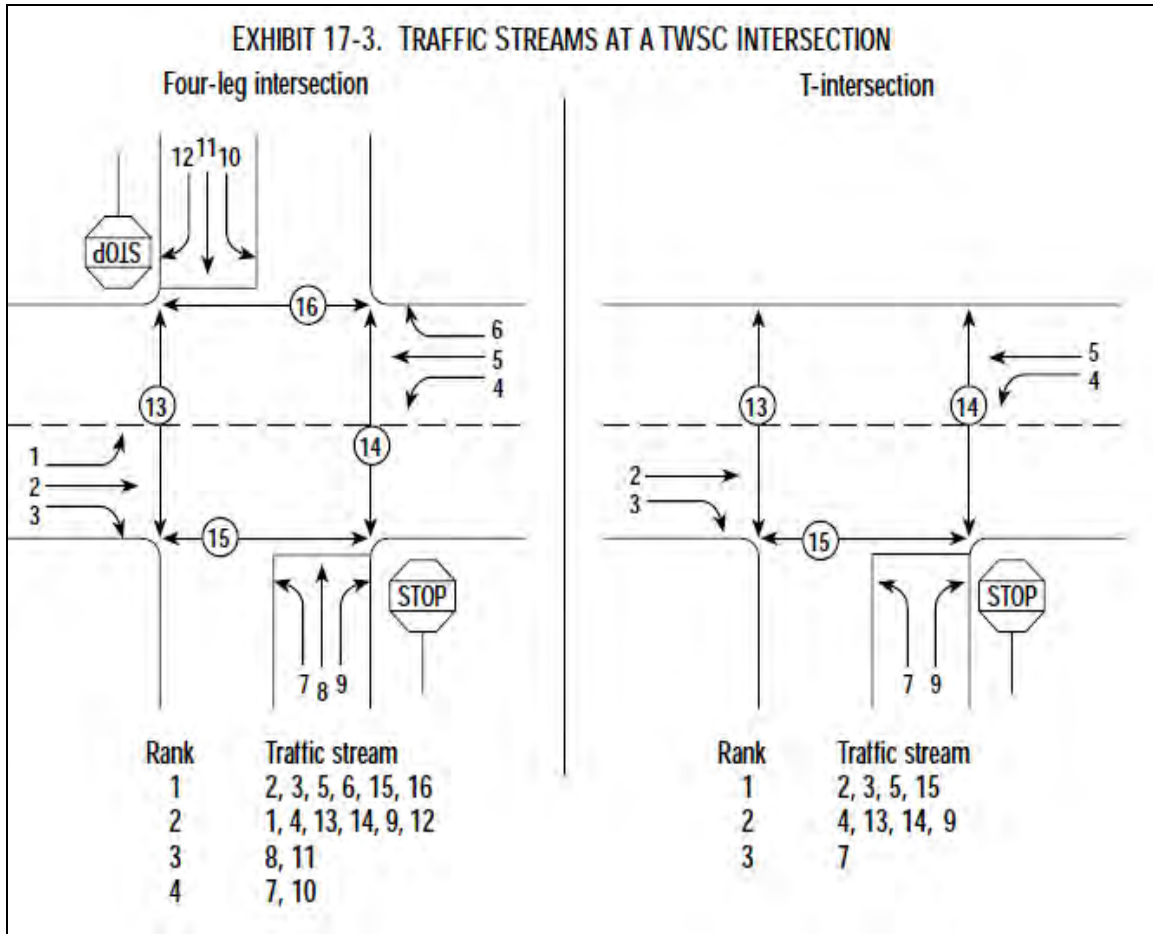 EXHIBIT 17-3. TRAFFIC STREAMS AT A TWSC INTERSECTION
Four-leg intersection
12 11 10
STOP
16
6
5
4
13
14
1
2
3
15
STOP
7 8 9
Rank Traffic stream
1 2, 3, 5, 6, 15, 16
2 1, 4, 13, 14, 9, 12
3 8, 11
4 7, 10
T-intersection
5
4
13
14
2
3
15
STOP
7 9
Rank Traffic stream
1 2, 3, 5, 15
2 4, 13, 14, 9
3 7